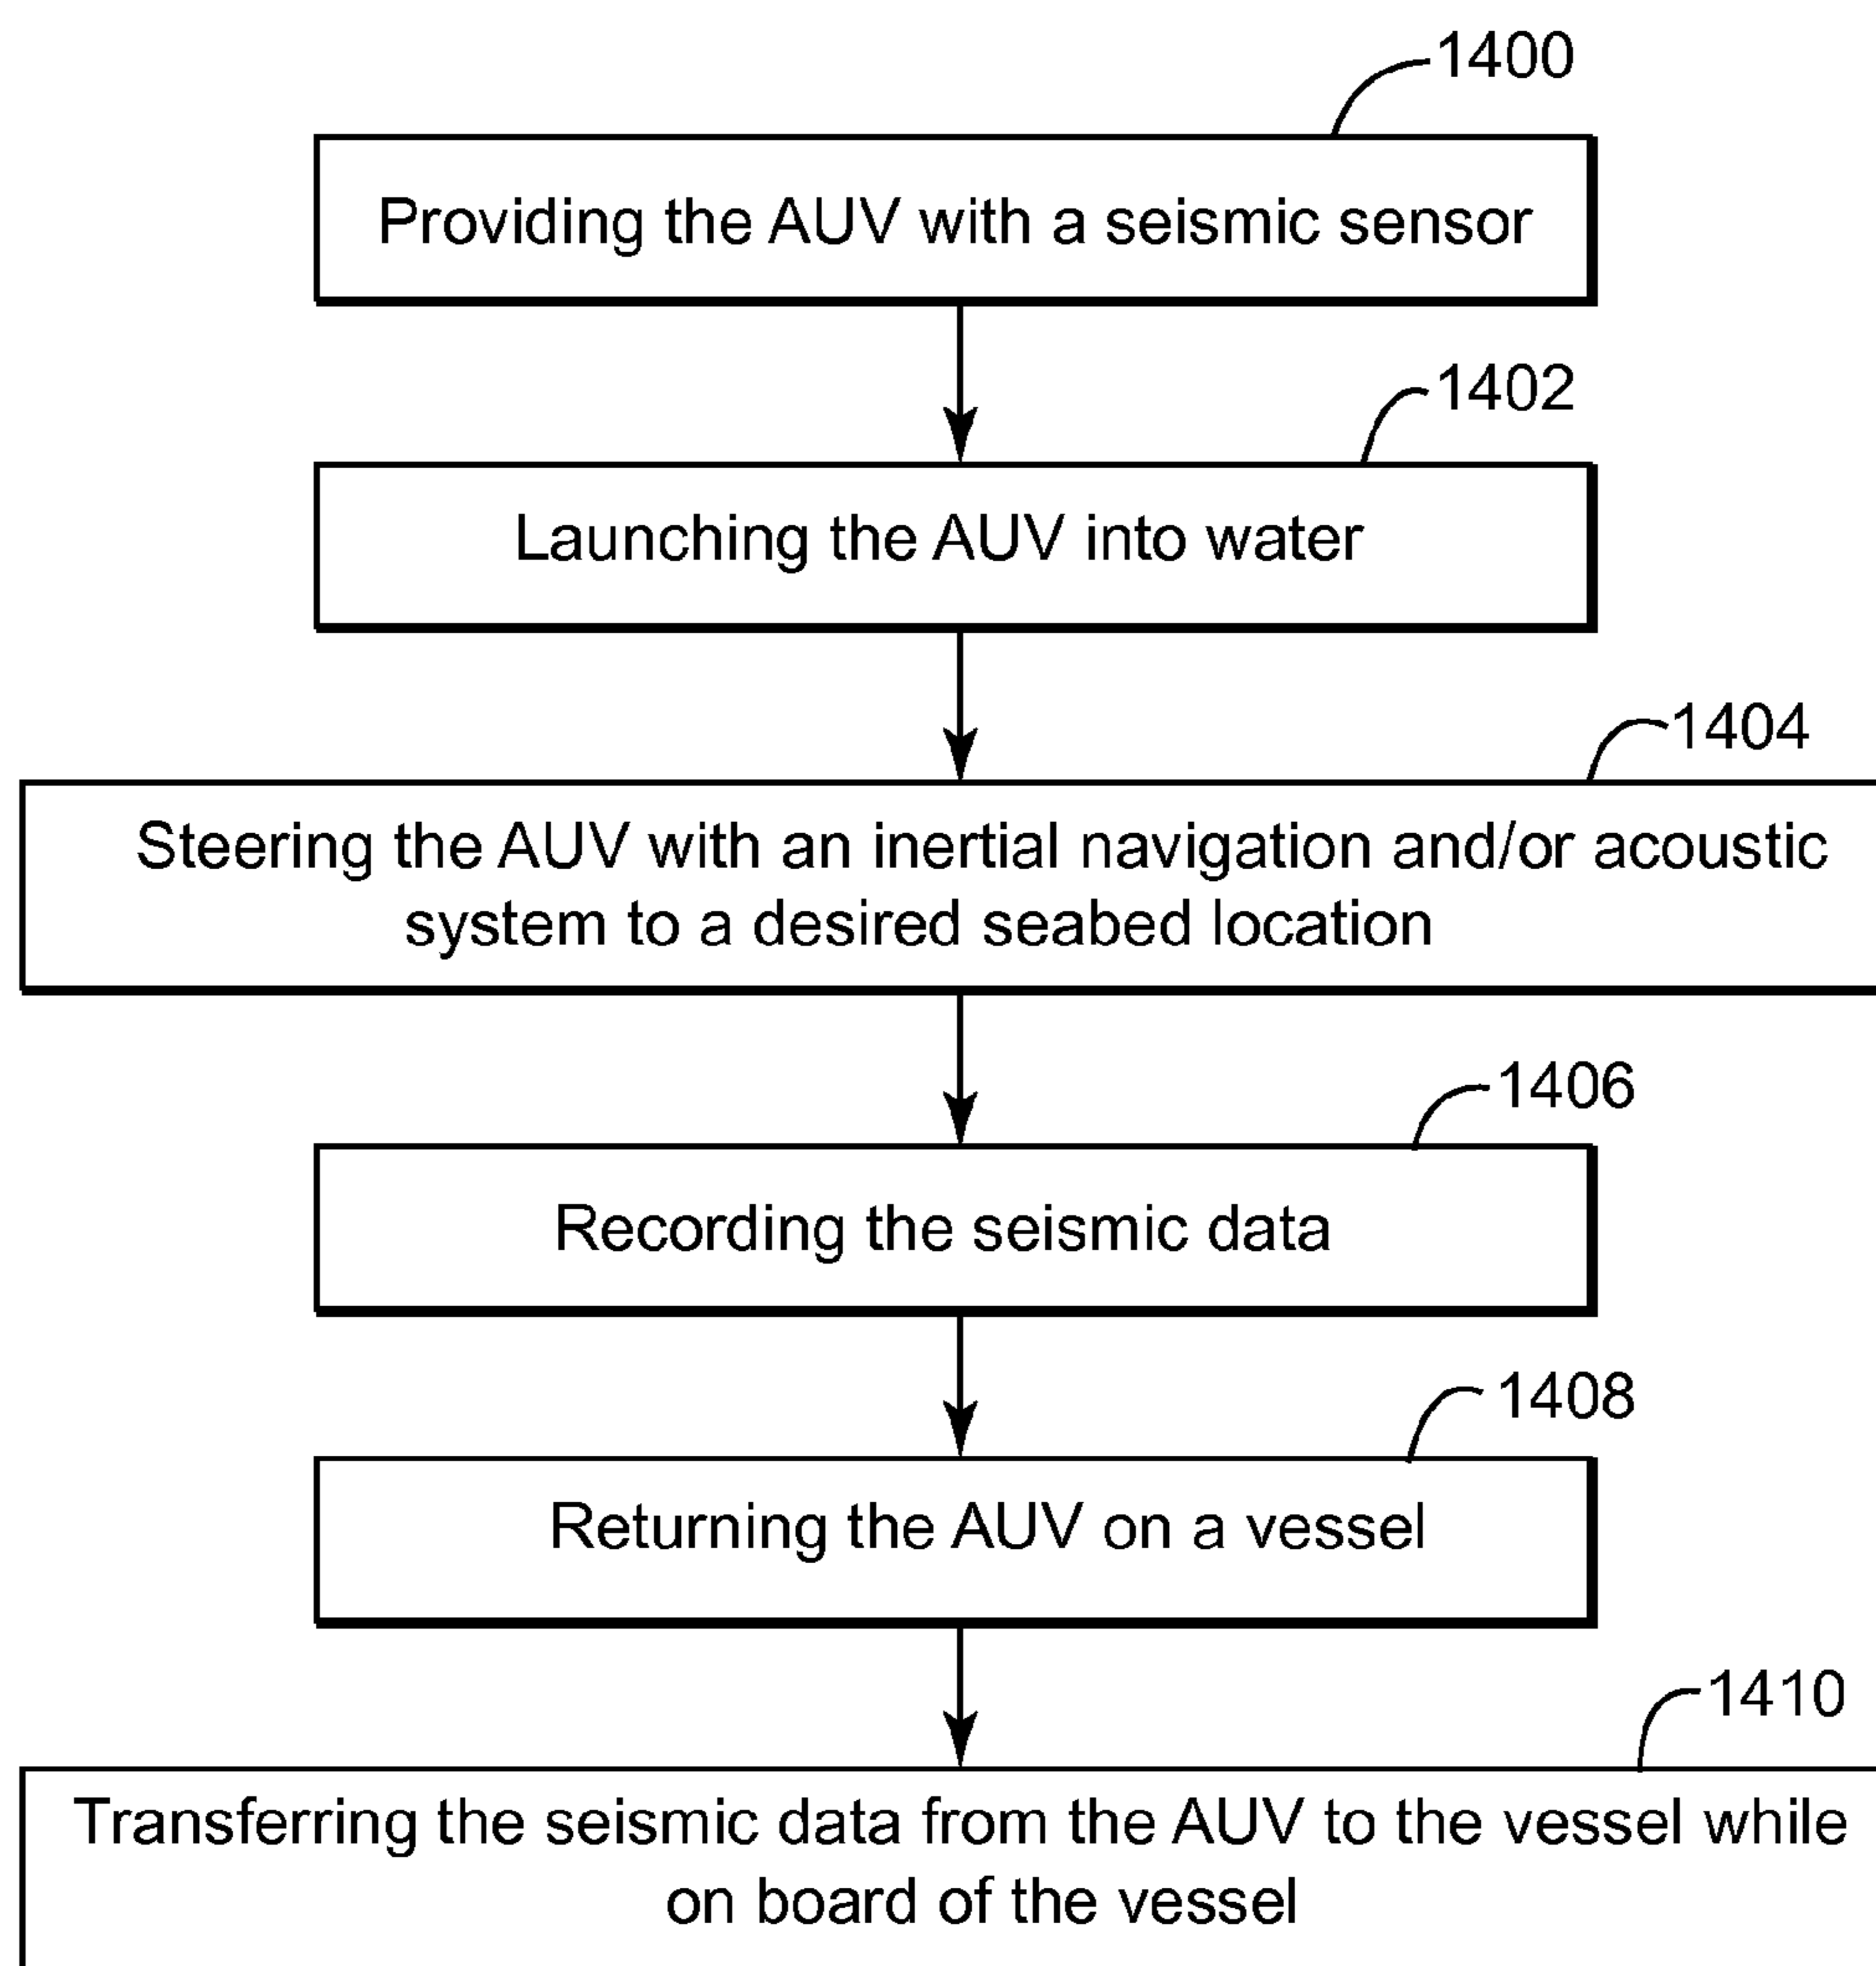 1400
Providing the AUV with a seismic sensor
1402
Launching the AUV into water
1404
Steering the AUV with an inertial navigation and/or acoustic
system to a desired seabed location
1406
Recording the seismic data
1408
Returning the AUV on a vessel
1410
Transferring the seismic data from the AUV to the vessel while
on board of the vessel